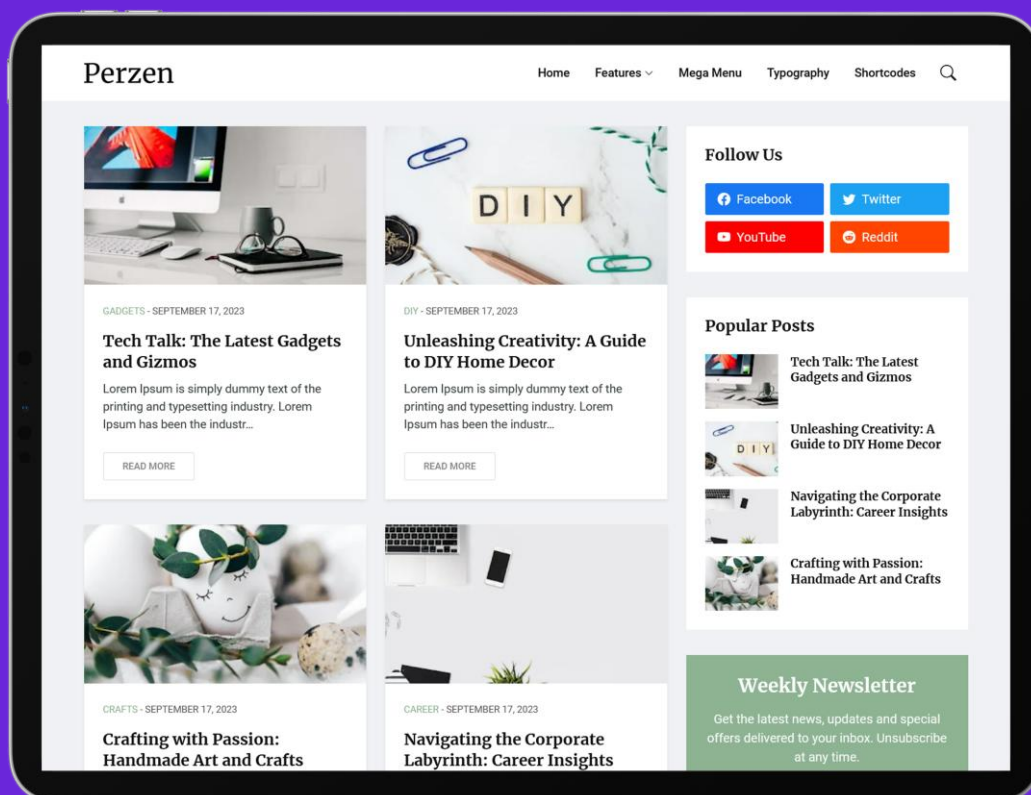 Perzen
Home Features Mega Menu Typography Shortcodes
DIY
GADGETS - SEPTEMBER 17, 2023
Tech Talk: The Latest Gadgets
and Gizmos
Lorem Ipsum is simply dummy text of the
printing and typesetting industry. Lorem
Ipsum has been the industr...
READ MORE
DIY - SEPTEMBER 17, 2023
Unleashing Creativity: A Guide
to DIY Home Decor
Lorem Ipsum is simply dummy text of the
printing and typesetting industry. Lorem
Ipsum has been the industr...
READ MORE
CRAFTS - SEPTEMBER 17, 2023
Crafting with Passion:
Handmade Art and Crafts
CAREER - SEPTEMBER 17, 2023
Navigating the Corporate
Labyrinth: Career Insights
Follow Us
Facebook
Twitter
YouTube
Reddit
Popular Posts
Tech Talk: The Latest
Gadgets and Gizmos
Unleashing Creativity: A
Guide to DIY Home Decor
DIY
Navigating the Corporate
Labyrinth: Career Insights
Crafting with Passion:
Handmade Art and Crafts
Weekly Newsletter
Get the latest news, updates and special
offers delivered to your inbox. Unsubscribe
at any time.